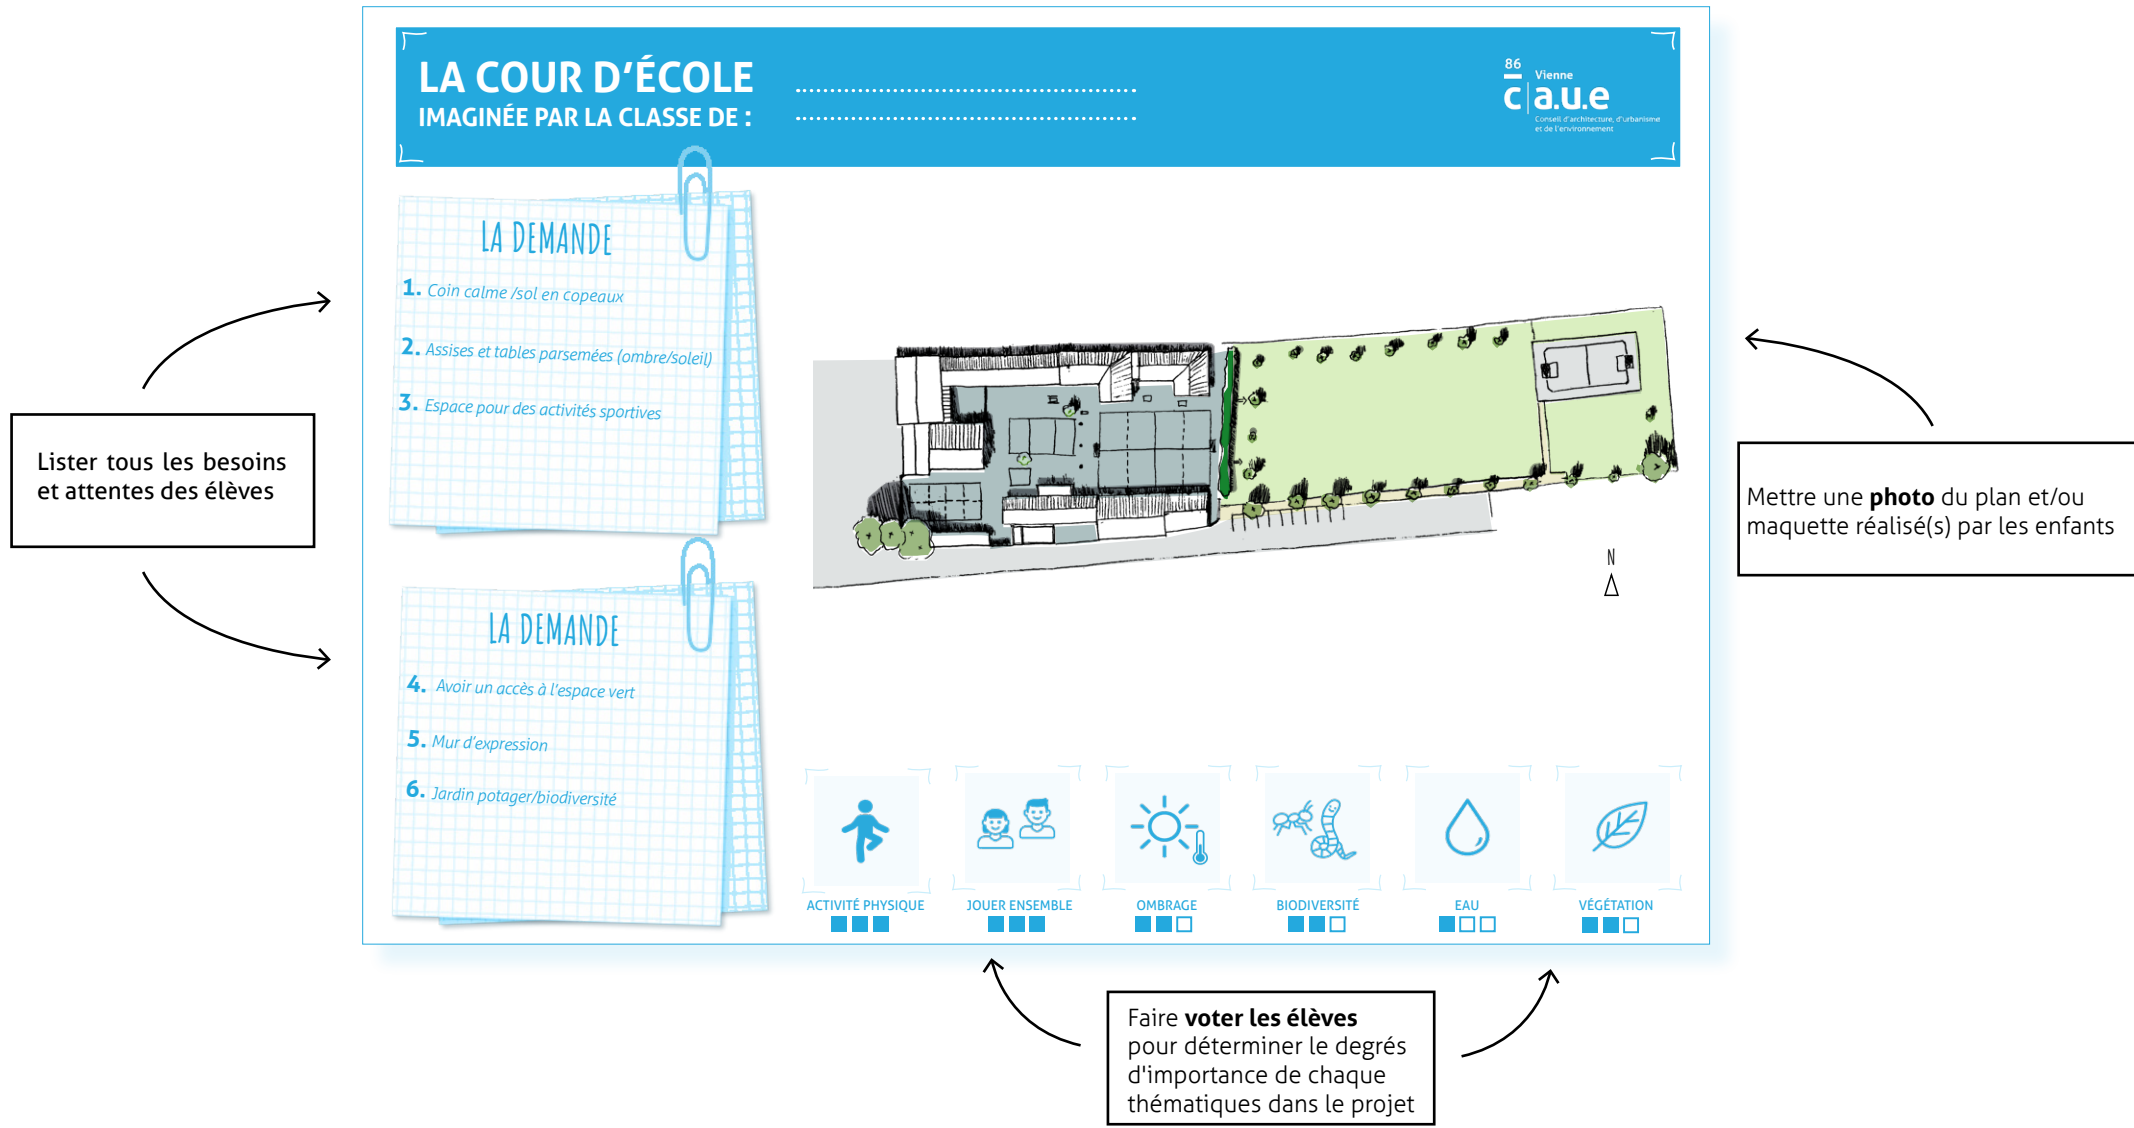 LA COUR D'ÉCOLE
IMAGINÉE PAR LA CLASSE DE :
86
Vienne
c a.u.e
Conseil d'architecture, d'urbanisme
et de l'environnement
LA DEMANDE
1. Coin calme /sol en copeaux
2. Assises et tables parsemées (ombre/soleil)
3. Espace pour des activités sportives
Lister tous les besoins
et attentes des élèves
Mettre une photo du plan et/ou
maquette réalisé(s) par les enfants
N
LA DEMANDE
4. Avoir un accès à l'espace vert
5. Mur d'expression
6. Jardin potager/biodiversité
ACTIVITÉ PHYSIQUE
JOUER ENSEMBLE
OMBRAGE
BIODIVERSITÉ
EAU
VÉGÉTATION
Faire voter les élèves
pour déterminer le degrés
d'importance de chaque
thématiques dans le projet